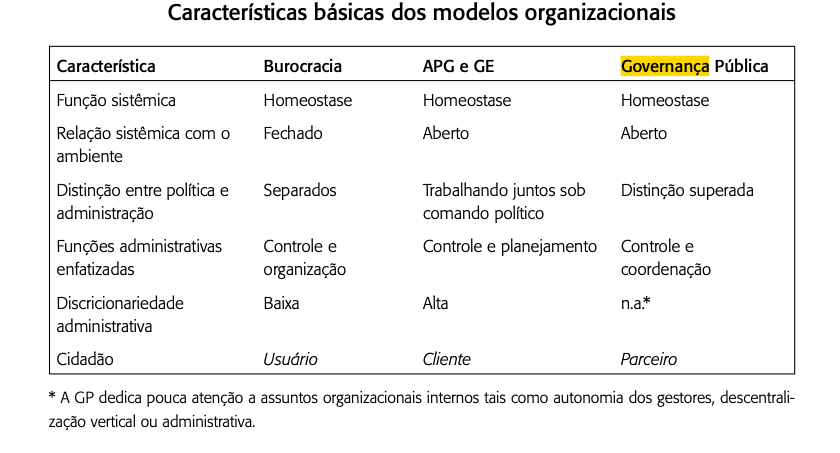 Características básicas dos modelos organizacionais
Característica Burocracia APG e GE Governança Pública
Função sistêmica Homeostase Homeostase Homeostase
Relação sistêmica com o Fechado Aberto Aberto
ambiente
Distinção entre política e Separados Trabalhando juntos sob Distinção superada
administração comando político
Funções administrativas Controle e Controle e planejamento Controle e
enfatizadas organização coordenação
Discricionariedade Baixa Alta n.a.*
administrativa
Cidadão Usuário Cliente Parceiro
* A GP dedica pouca atenção a assuntos organizacionais internos tais como autonomia dos gestores, descentrali-
zação vertical ou administrativa.